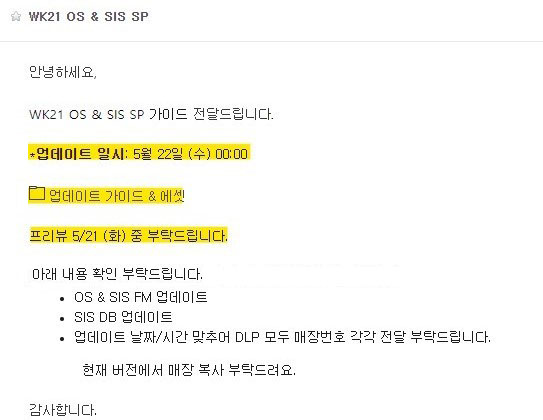 WK21 OS & SIS SP
안녕하세요,
WK21 OS & SIS SP 가이드 전달드립니다.
*업데이트 일시: 5월 22일 (수) 00:00
업데이트 가이드 & 에셋
프리뷰 5/21 (화) 중 부탁드립니다.
아래 내용 확인 부탁드립니다.
• OS & SIS FM 업데이트
• SIS DB 업데이트
• 업데이트 날짜/시간 맞추어 DLP 모두 매장번호 각각 전달 부탁드립니다.
현재 버전에서 매장 복사 부탁드려요.
감사합니다.